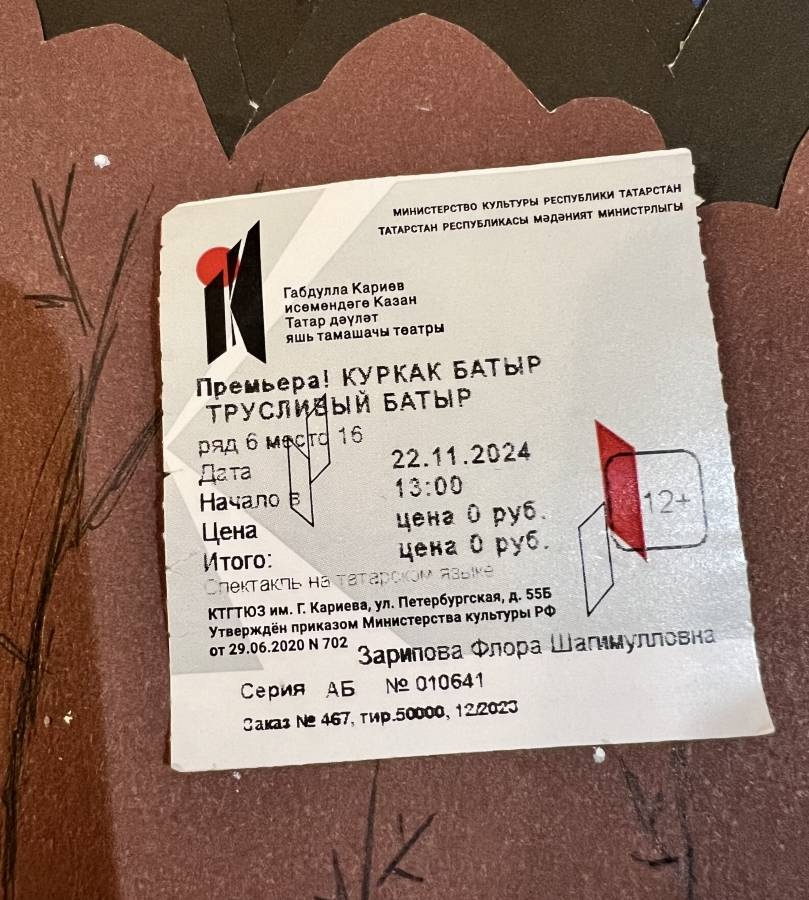 МИНИСТЕРСТВО КУЛЬТУРЫ РЕСПУБЛИКИ ТАТАРСТАН
ТАТАРСТАН РЕСПУБЛИКАСЫ МӘДӘНИЯТ МИНИСТРЛЫГЫ
Габдулла Кариев
исемендәге Казан
Татар дәүләт
яшь тамашачы театры
Премьера! КУРКАК БАТЫР
ТРУСЛИВЫЙ БАТЫР
ряд 6 место 16
Дата 22.11.2024
Начало в 13:00
Цена цена 0 руб.
Итого: цена 0 руб.
12+
Спектакль на татарском языке
КТГТЮЗ им. Г. Кариева, ул. Петербургская, д. 55Б
Утверждён приказом Министерства культуры РФ
от 29.06.2020 N 702
Зарипова Флора Шагимулловна
Серия АБ № 010641
Заказ № 467, тир.50000, 12/2023